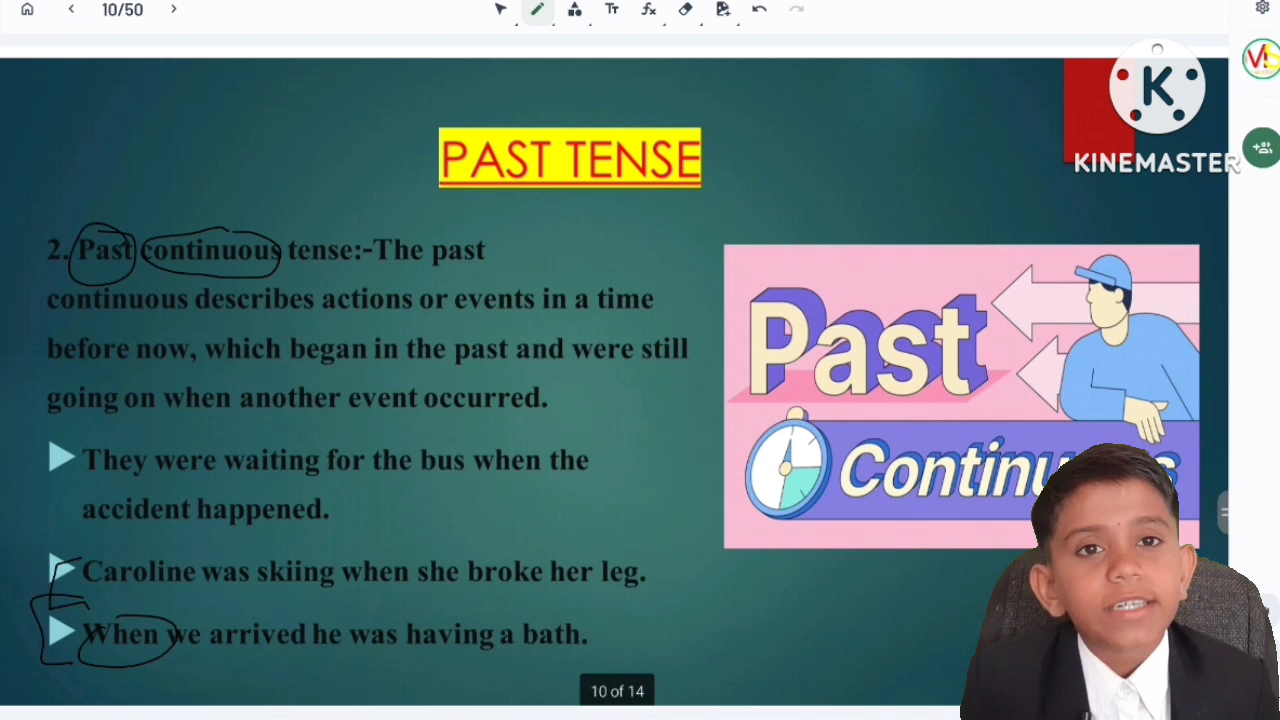 10/50
Tт
fx
K
KINEMASTER
PAST TENSE
2. Past continuous tense:-The past
continuous describes actions or events in a time
before now, which began in the past and were still
going on when another event occurred.
They were waiting for the bus when the
accident happened.
Caroline was skiing when she broke her leg.
When we arrived he was having a bath.
Past
10 of 14